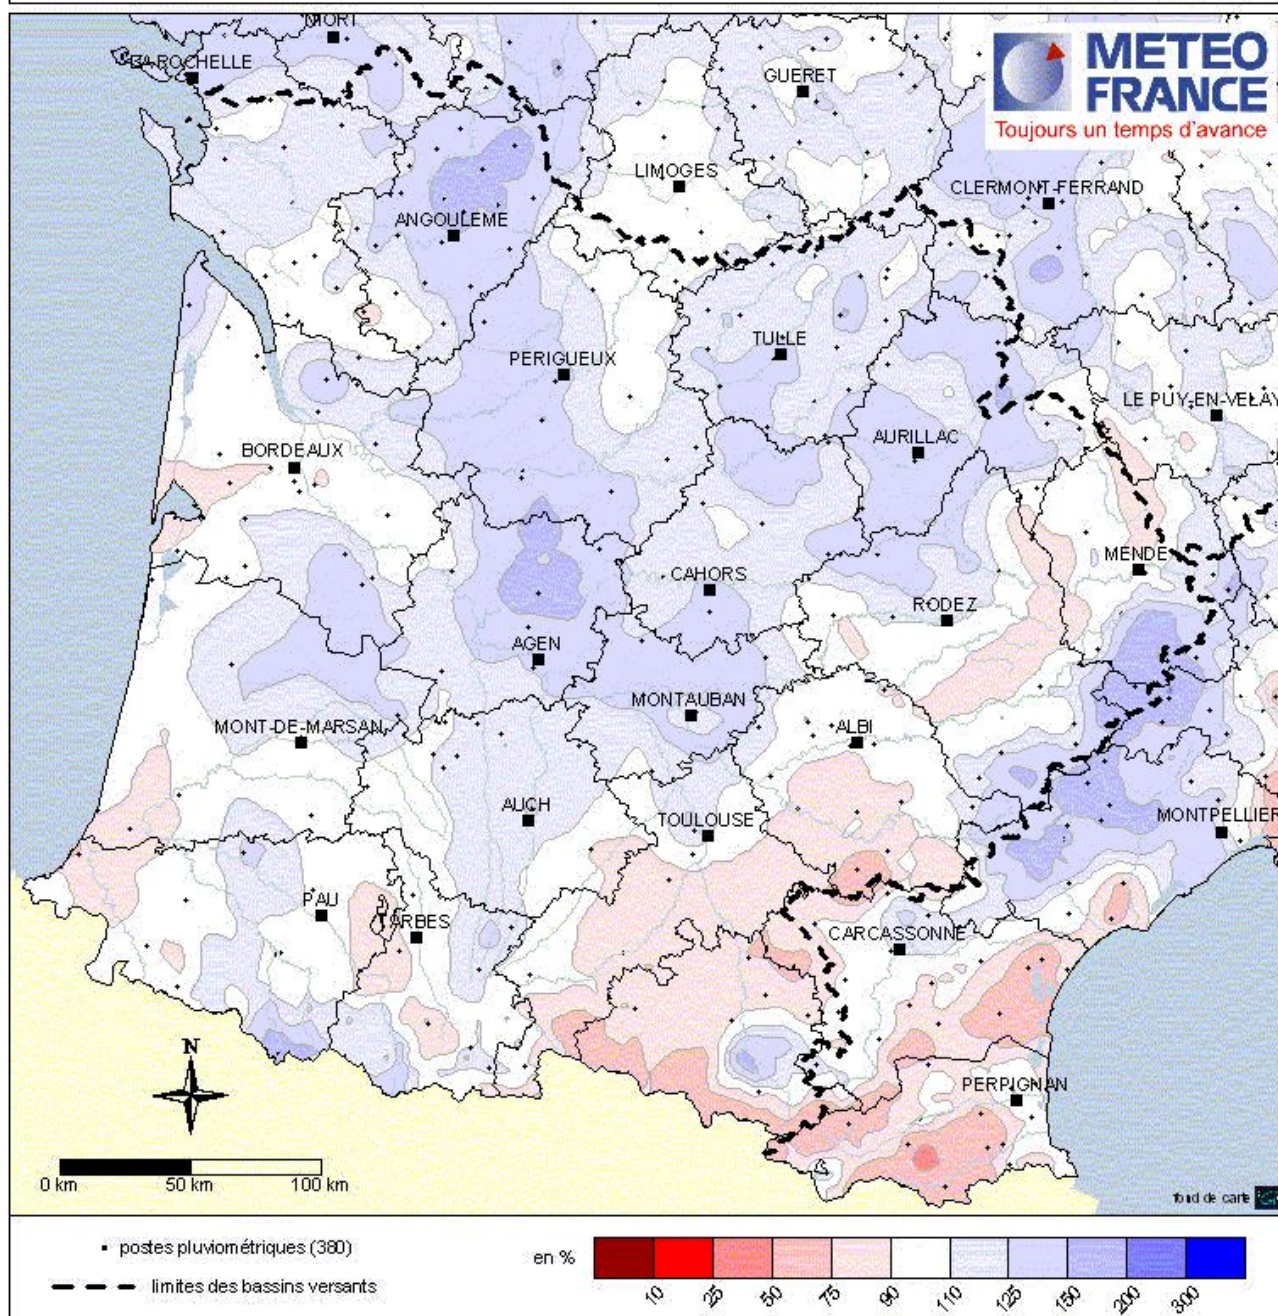 NIORT
LA ROCHELLE
GUERET
METEO
FRANCE
Toujours un temps d'avance
LIMOGES
CLERMONT-FERRAND
ANGOULEME
TULLE
PERIGUEUX
LE PUY-EN-VELAY
AURILLAC
BORDEAUX
MENDE
CAHORS
RODEZ
AGEN
MONTAUBAN
MONT-DE-MARSAN
ALBI
AUCH
TOULOUSE
MONTPELLIER
PAU
TARBES
CARCASSONNE
N
PERPIGNAN
0 km 50 km 100 km
fond de carte
• postes pluviométriques (380)
en %
limites des bassins versants
10 25 50 75 90 110 125 150 200 300